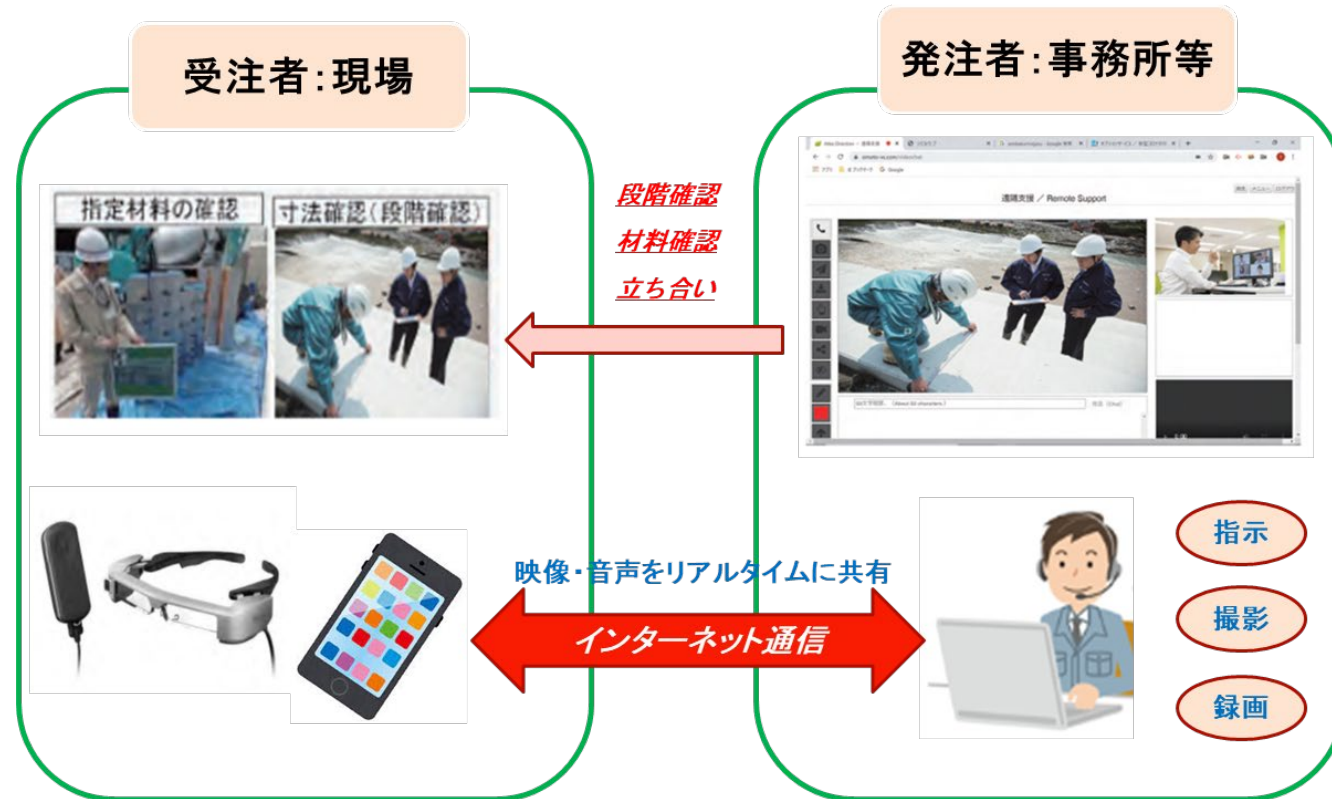 受注者：現場
発注者：事務所等
指定材料の確認
寸法確認（段階確認）
段階確認
材料確認
立ち合い
遠隔支援 ／ Remote Support
映像・音声をリアルタイムに共有
インターネット通信
指示
撮影
録画